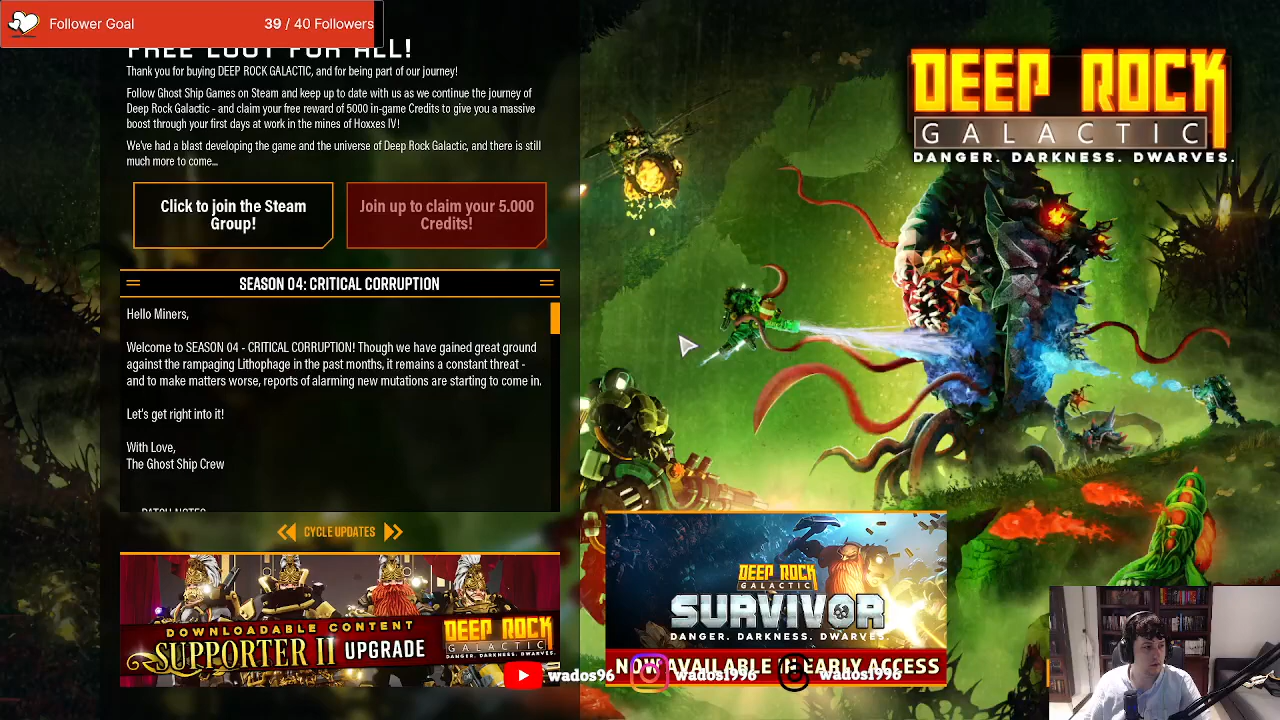 Follower Goal 39 / 40 Followers
FREE LOOT FOR ALL!
Thank you for buying DEEP ROCK GALACTIC, and for being part of our journey!
Follow Ghost Ship Games on Steam and keep up to date with us as we continue the journey of
Deep Rock Galactic - and claim your free reward of 5000 in-game Credits to give you a massive
boost through your first days at work in the mines of Hoxxes IV!
We've had a blast developing the game and the universe of Deep Rock Galactic, and there is still
much more to come...
Click to join the Steam
Group!
Join up to claim your 5.000
Credits!
SEASON 04: CRITICAL CORRUPTION
Hello Miners,
Welcome to SEASON 04 - CRITICAL CORRUPTION! Though we have gained great ground
against the rampaging Lithophage in the past months, it remains a constant threat -
and to make matters worse, reports of alarming new mutations are starting to come in.
Let's get right into it!
With Love,
The Ghost Ship Crew
PATCH NOTES
CYCLE UPDATES
DOWNLOADABLE CONTENT
SUPPORTER II UPGRADE
DEEP ROCK
GALACTIC
DANGER. DARKNESS. DWARVES.
DEEP ROCK
GALACTIC
DANGER. DARKNESS. DWARVES.
DEEP ROCK
GALACTIC
SURVIVOR
DANGER. DARKNESS. DWARVES.
NOW AVAILABLE IN EARLY ACCESS
wados96
wados1996
wados1996